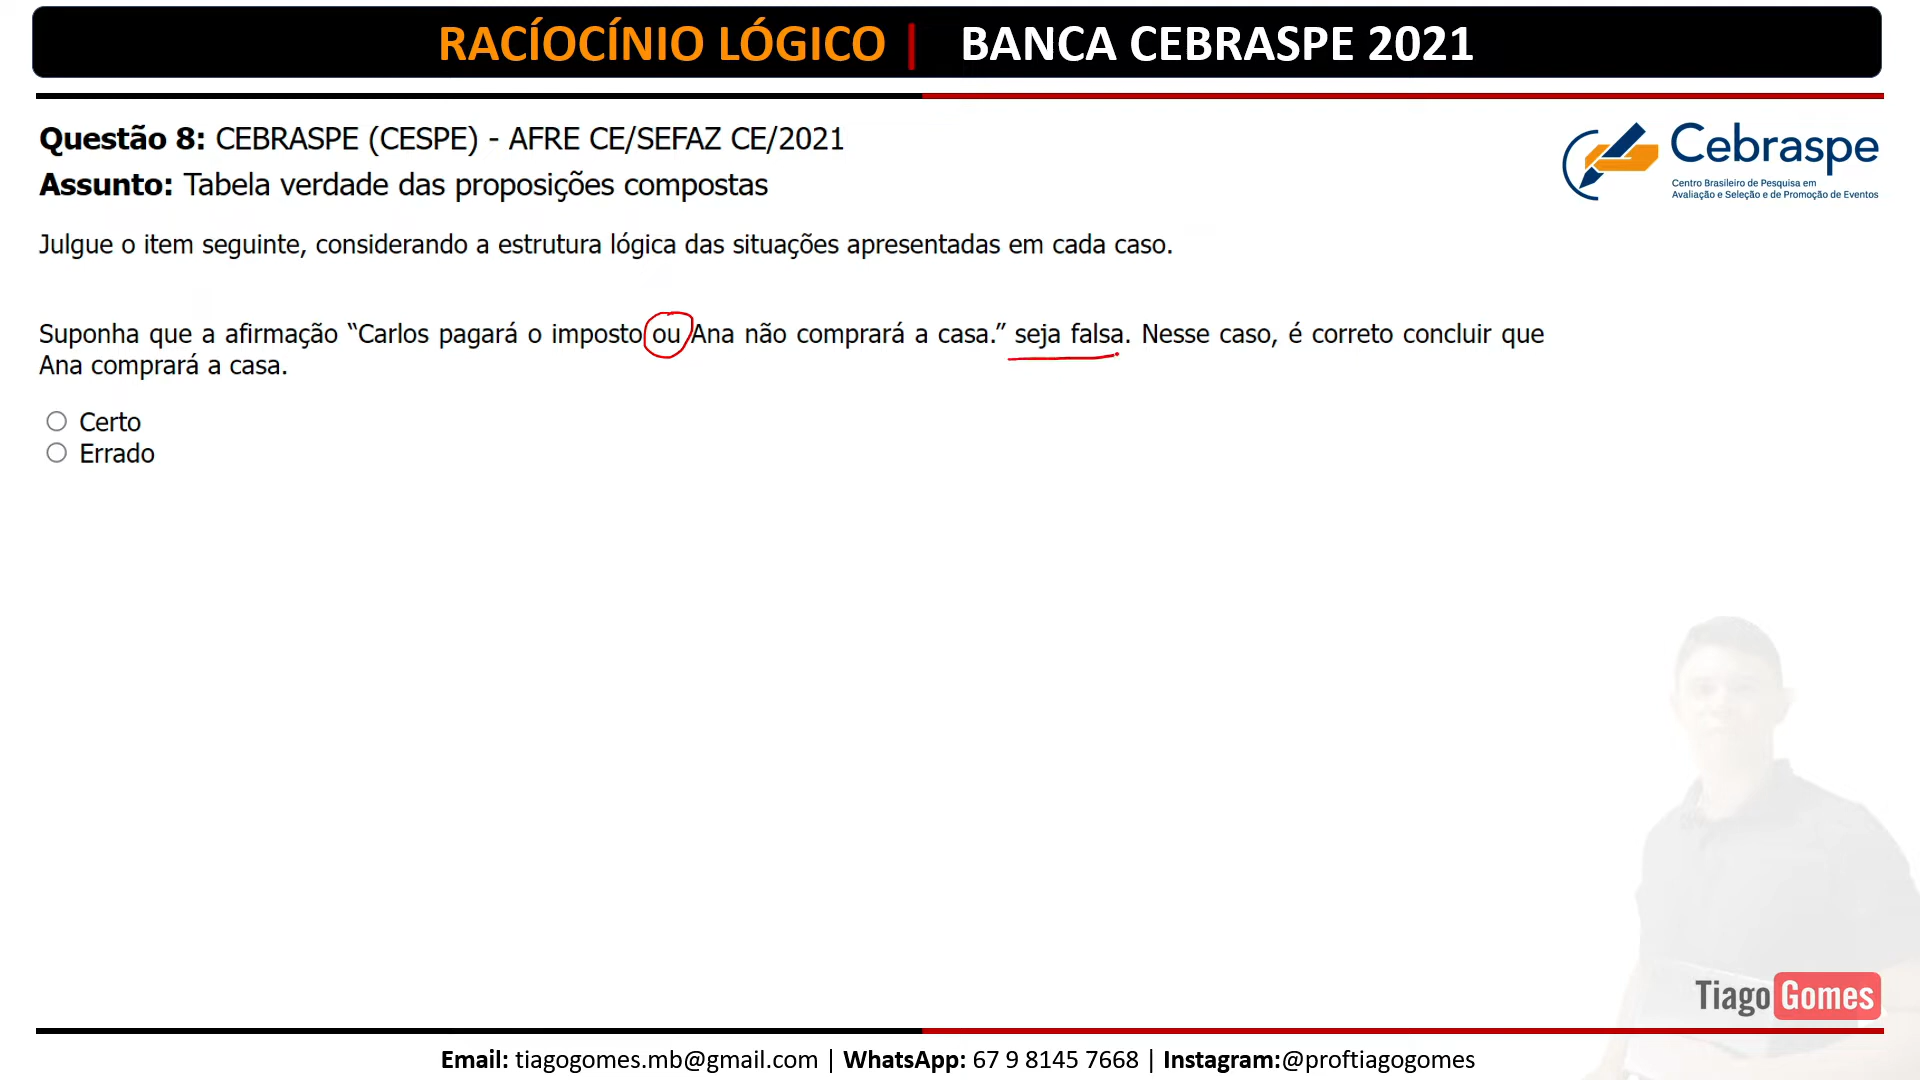 RACÍOCÍNIO LÓGICO | BANCA CEBRASPE 2021
Questão 8: CEBRASPE (CESPE) - AFRE CE/SEFAZ CE/2021
Assunto: Tabela verdade das proposições compostas
Cebraspe
Centro Brasileiro de Pesquisa em
Avaliação e Seleção e de Promoção de Eventos
Julgue o item seguinte, considerando a estrutura lógica das situações apresentadas em cada caso.
Suponha que a afirmação “Carlos pagará o imposto ou Ana não comprará a casa.” seja falsa. Nesse caso, é correto concluir que
Ana comprará a casa.
Certo
Errado
Tiago Gomes
Email: tiagogomes.mb@gmail.com | WhatsApp: 67 9 8145 7668 | Instagram:@proftiagogomes